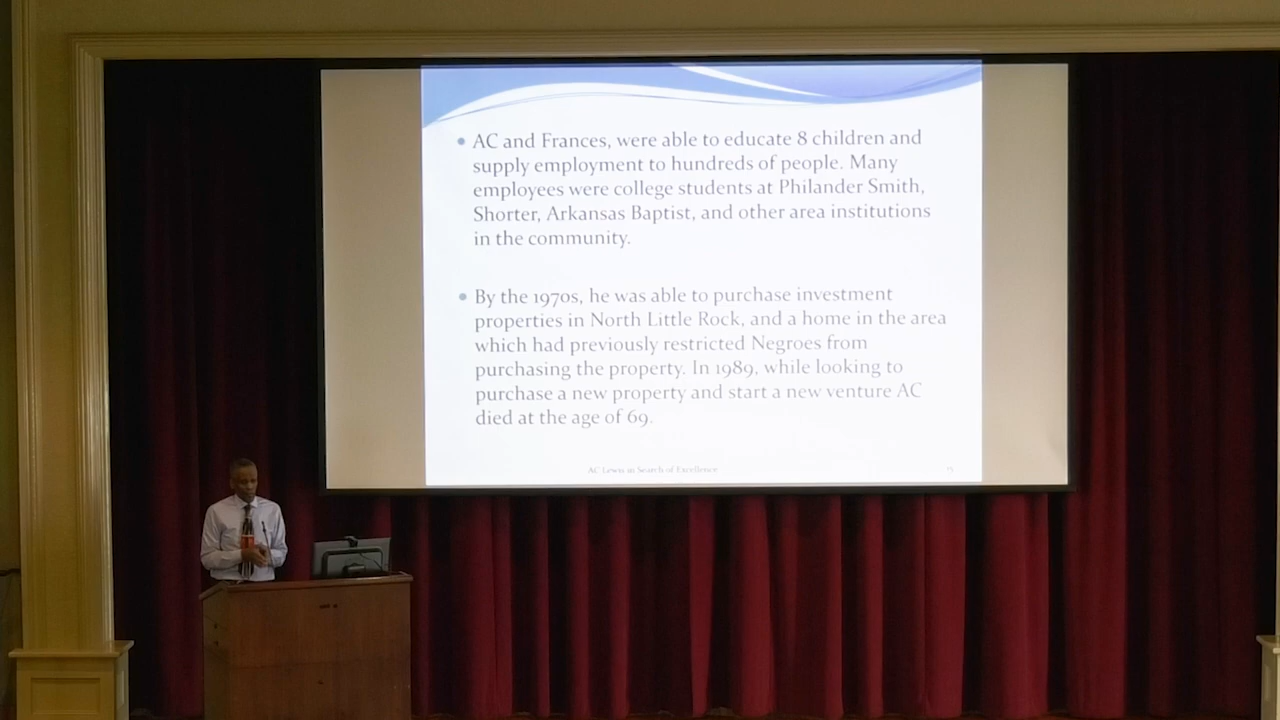 AC and Frances, were able to educate 8 children and
supply employment to hundreds of people. Many
employees were college students at Philander Smith,
Shorter, Arkansas Baptist, and other area institutions
in the community.
By the 1970s, he was able to purchase investment
properties in North Little Rock, and a home in the area
which had previously restricted Negroes from
purchasing the property. In 1989, while looking to
purchase a new property and start a new venture AC
died at the age of 69.
AC Lewis in Search of Excellence